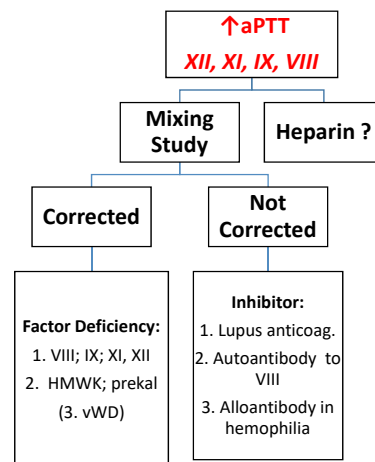 ↑aPTT
XII, XI, IX, VIII
Mixing
Study
Heparin ?
Corrected
Not
Corrected
Factor Deficiency:
1. VIII; IX; XI, XII
2. HMWK; prekal
(3. vWD)
Inhibitor:
1. Lupus anticoag.
2. Autoantibody to
VIII
3. Alloantibody in
hemophilia